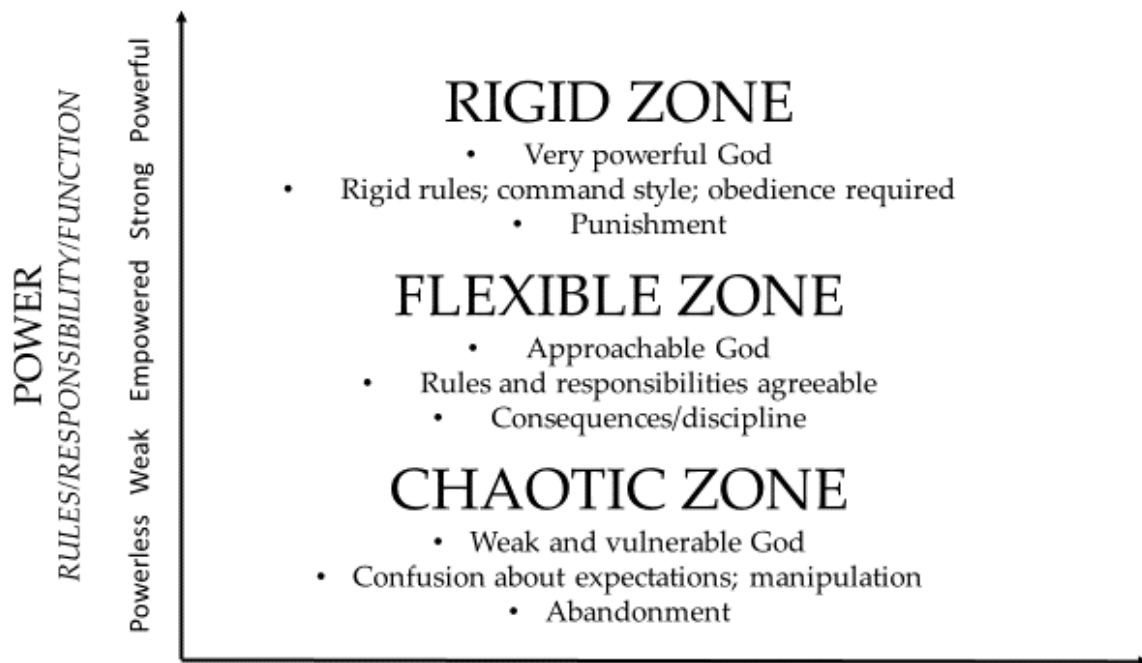 POWER
RULES/RESPONSIBILITY/FUNCTION
Powerless Weak Empowered Strong Powerful
RIGID ZONE
• Very powerful God
• Rigid rules; command style; obedience required
• Punishment
FLEXIBLE ZONE
• Approachable God
• Rules and responsibilities agreeable
• Consequences/discipline
CHAOTIC ZONE
• Weak and vulnerable God
• Confusion about expectations; manipulation
• Abandonment